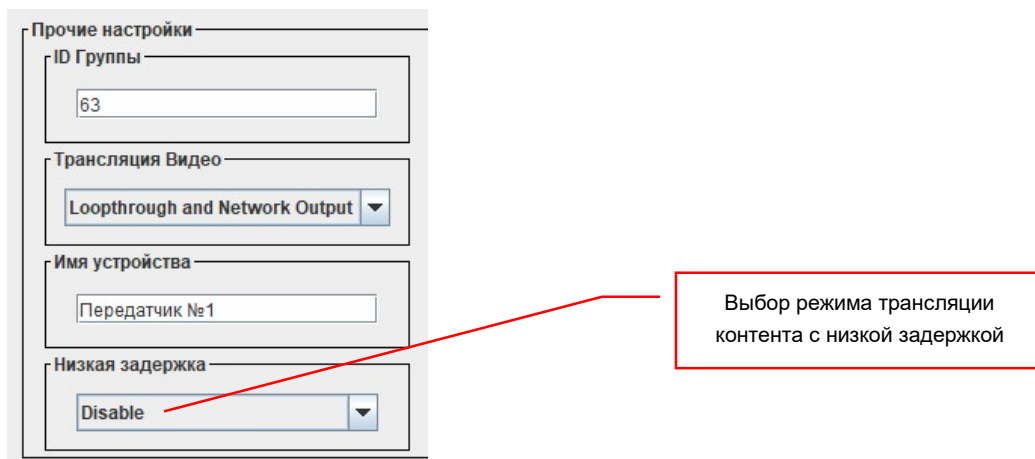 Прочие настройки
ID Группы
63
Трансляция Видео
Loopthrough and Network Output
Имя устройства
Передатчик №1
Низкая задержка
Disable
Выбор режима трансляции
контента с низкой задержкой